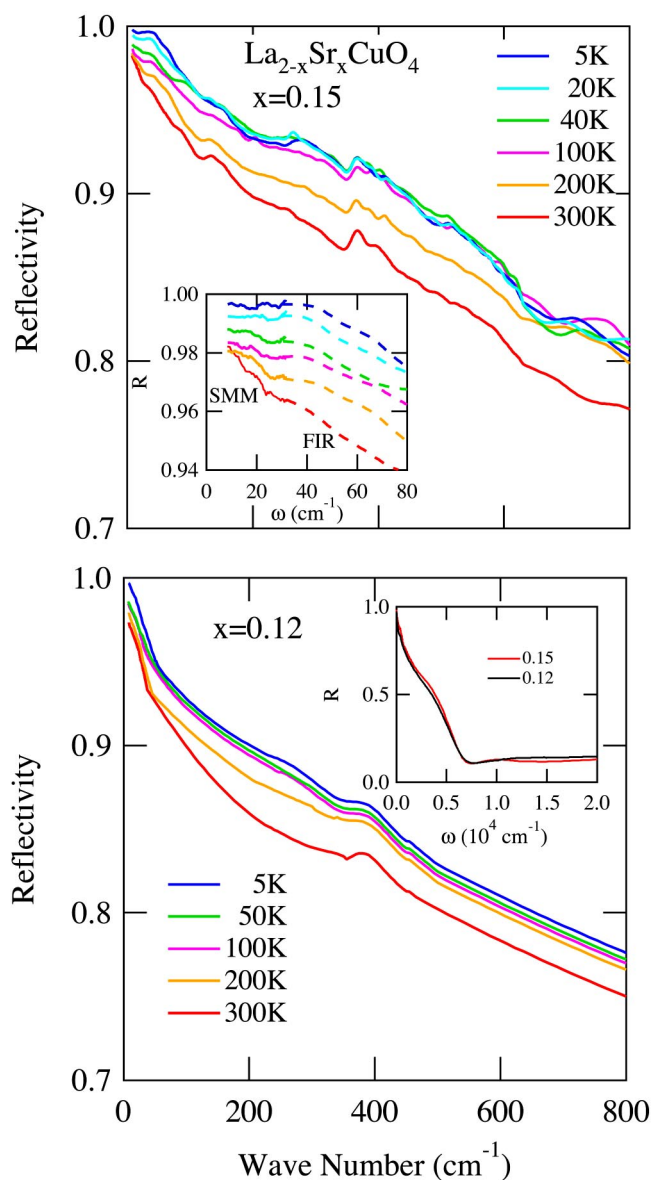 1.0
La2-xSrxCuO4
x=0.15
5K
20K
40K
100K
200K
300K
0.9
Reflectivity
0.8
0.7
1.00
0.98
R
0.96
0.94
SMM
FIR
0 20 40 60 80
ω (cm-1)
1.0
x=0.12
1.0
R
0.5
0.0
0.15
0.12
0.0 0.5 1.0 1.5 2.0
ω (10^4 cm-1)
0.9
Reflectivity
0.8
5K
50K
100K
200K
300K
0.7
0 200 400 600 800
Wave Number (cm-1)